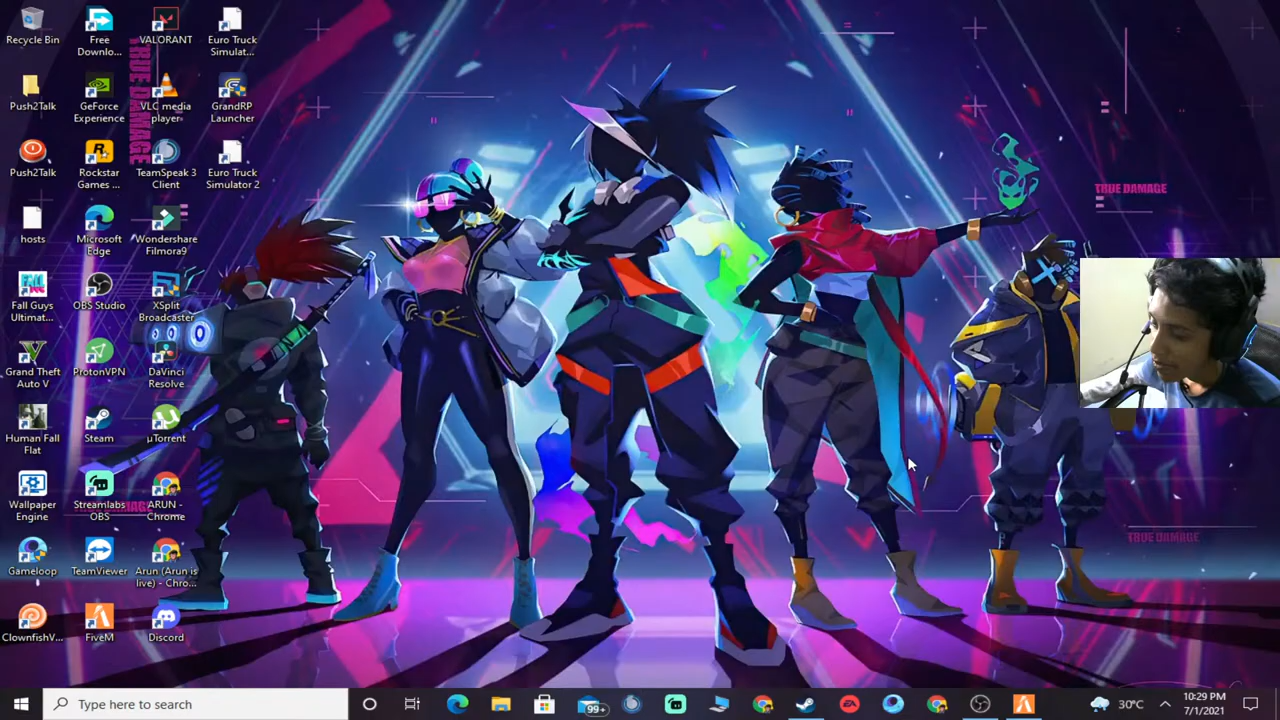 Recycle Bin
Free
Downlo...
VALORANT
Euro Truck
Simulat...
Push2Talk
GeForce
Experience
VLC media
player
GrandRP
Launcher
Push2Talk
Rockstar
Games ...
TeamSpeak 3
Client
Euro Truck
Simulator 2
hosts
Microsoft
Edge
Wondershare
Filmora9
FALL
Fall Guys
Ultimat...
OBS Studio
XSplit
Broadcaster
Grand Theft
Auto V
ProtonVPN
DaVinci
Resolve
Human Fall
Flat
Steam
µTorrent
Wallpaper
Engine
Streamlabs
OBS
ARUN -
Chrome
Gameloop
TeamViewer
Arun (Arun is
live) - Chro...
ClownfishV...
FiveM
Discord
TRUE DAMAGE
TRUE DAMAGE
TRUE DAMAGE
Type here to search
99+
EA
30°C
10:29 PM
7/1/2021